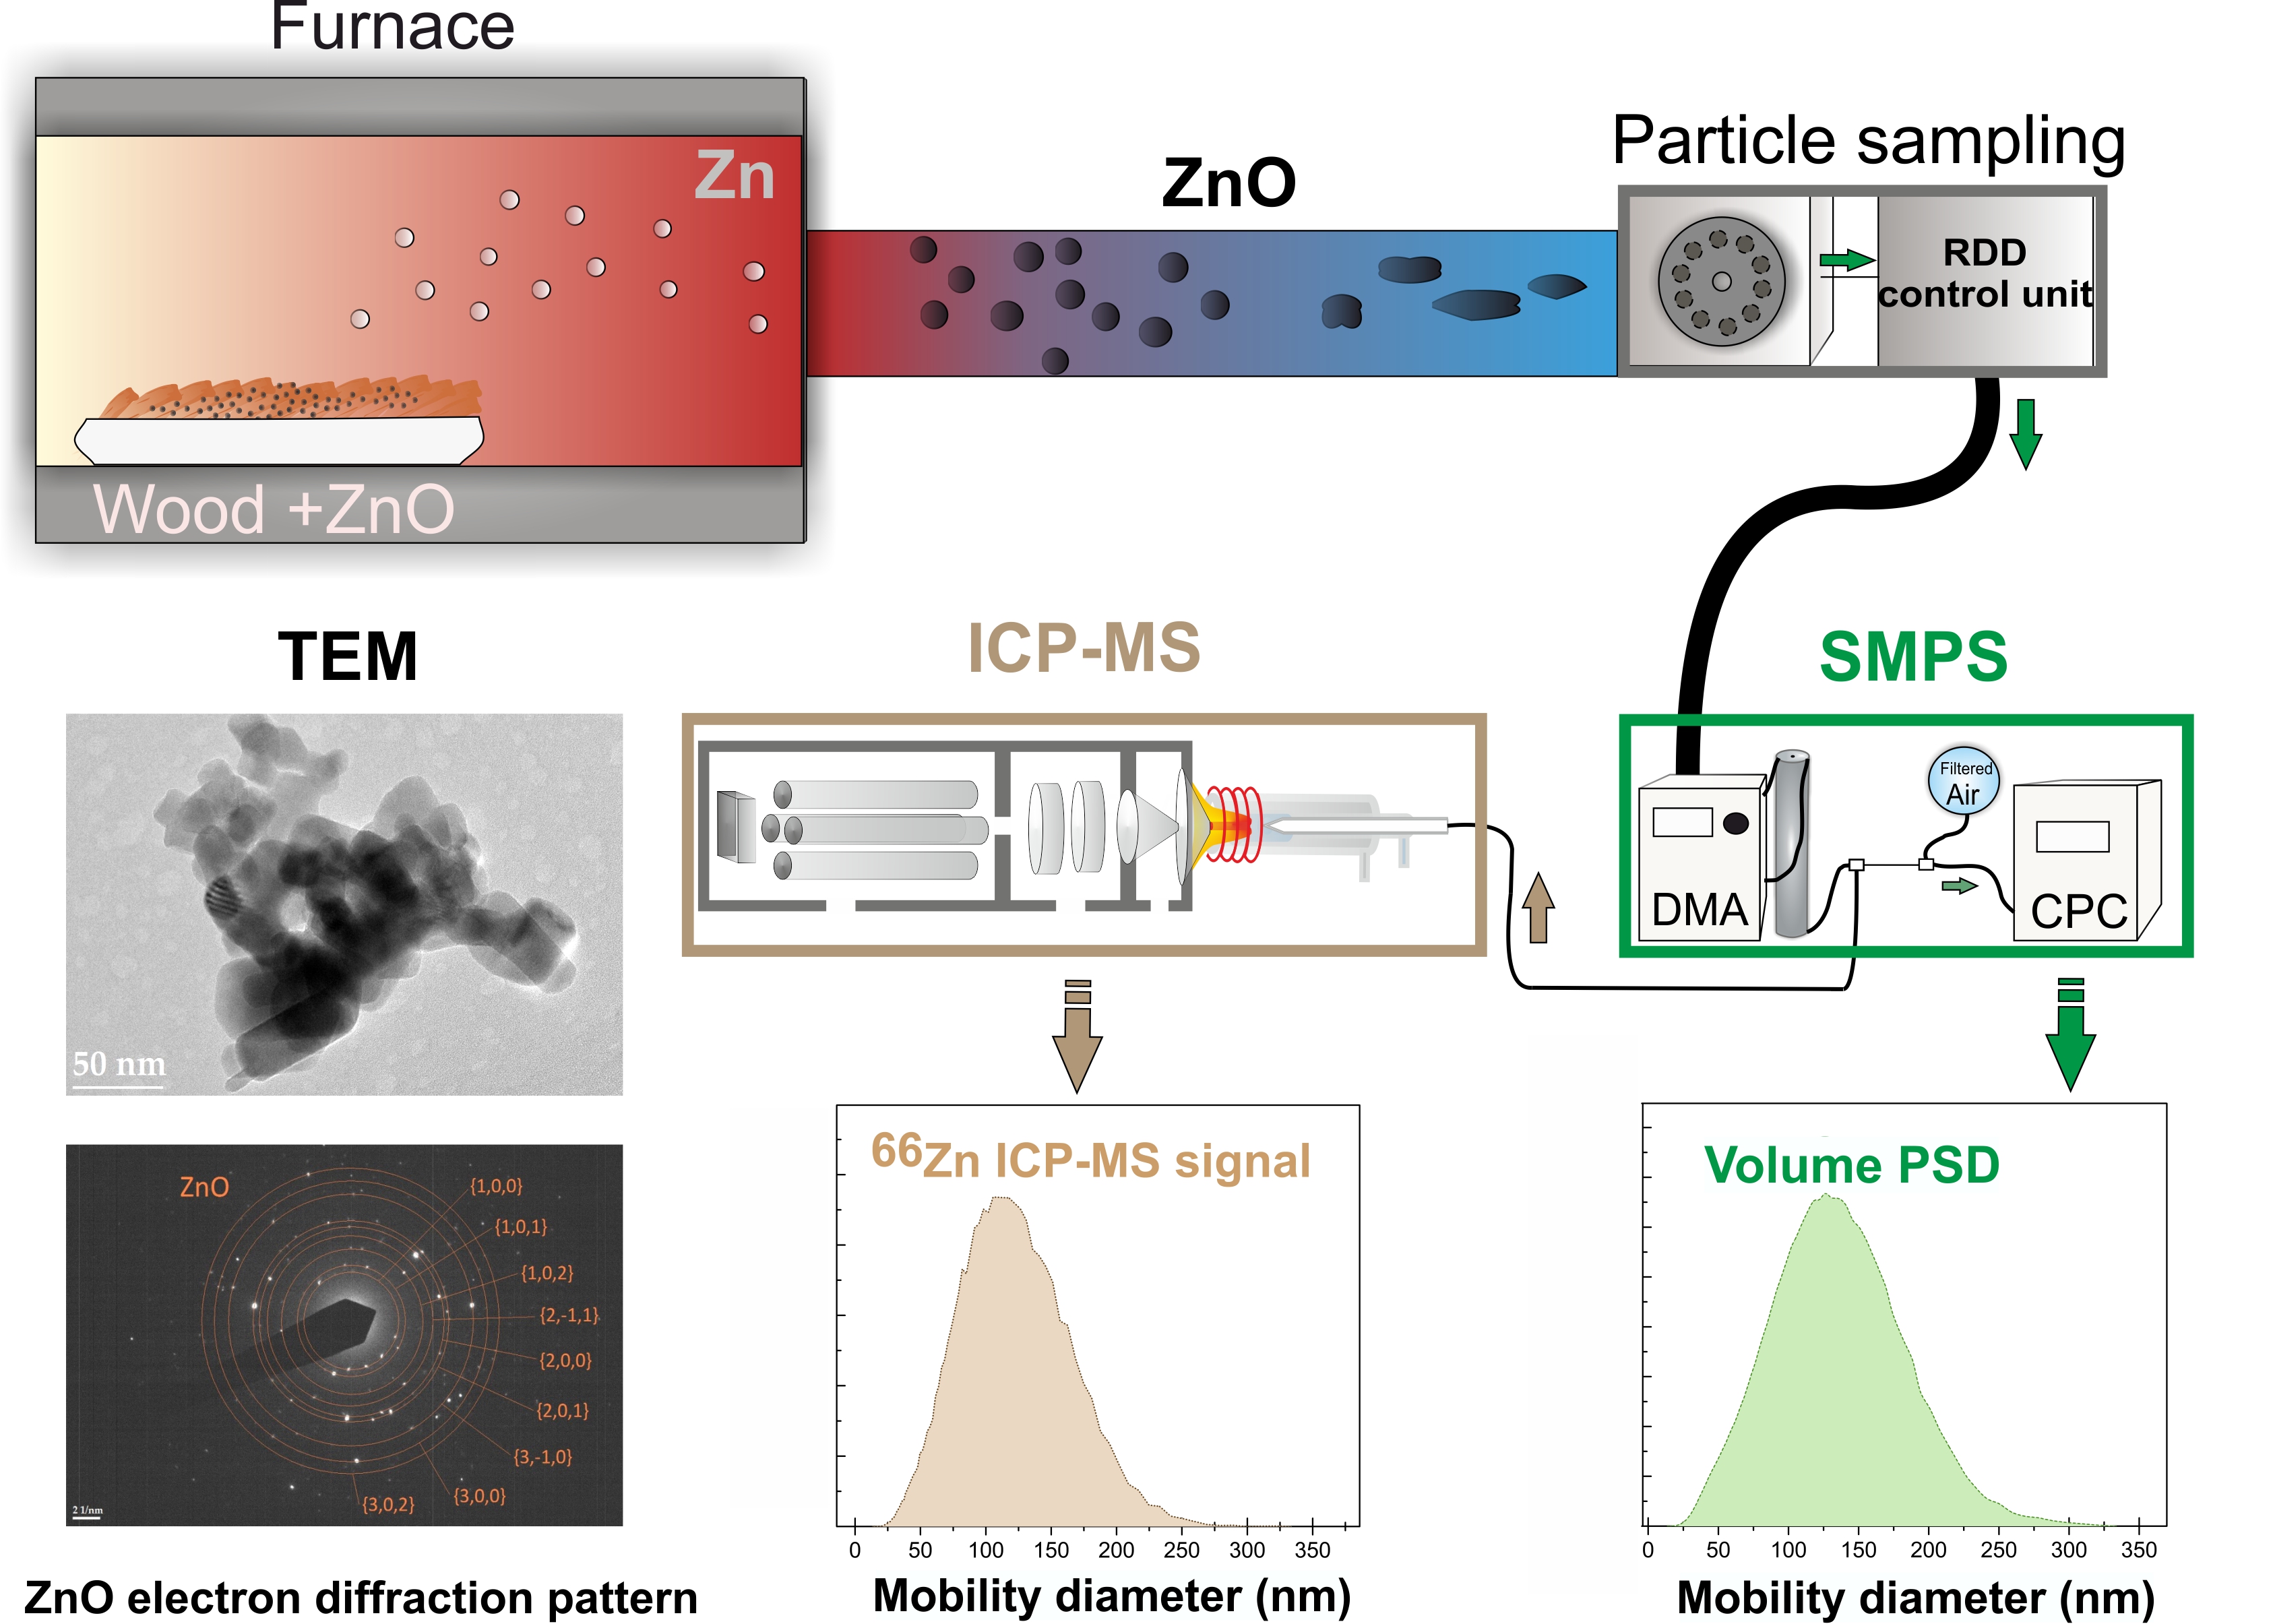 Furnace
Zn
Wood +ZnO
ZnO
Particle sampling
RDD
control unit
TEM
50 nm
ZnO
{1,0,0}
{1,0,1}
{1,0,2}
{2,-1,1}
{2,0,0}
{2,0,1}
{3,-1,0}
{3,0,0}
{3,0,2}
2 1/nm
ZnO electron diffraction pattern
ICP-MS
66Zn ICP-MS signal
0 50 100 150 200 250 300 350
Mobility diameter (nm)
SMPS
DMA
Filtered
Air
CPC
Volume PSD
0 50 100 150 200 250 300 350
Mobility diameter (nm)